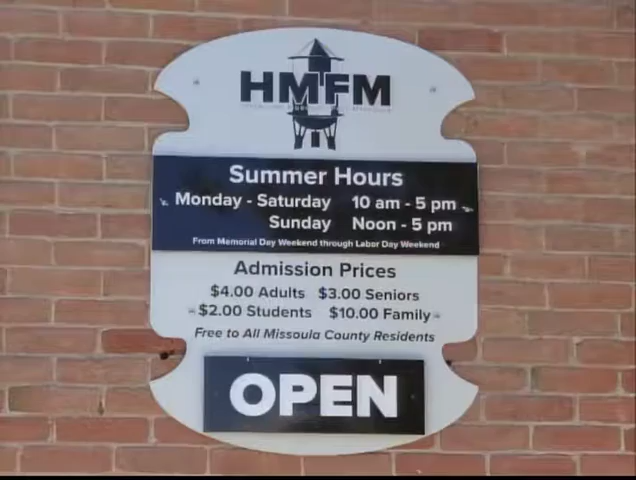 HMFM
Summer Hours
Monday - Saturday 10 am - 5 pm
Sunday Noon - 5 pm
From Memorial Day Weekend through Labor Day Weekend
Admission Prices
$4.00 Adults $3.00 Seniors
$2.00 Students $10.00 Family
Free to All Missoula County Residents
OPEN